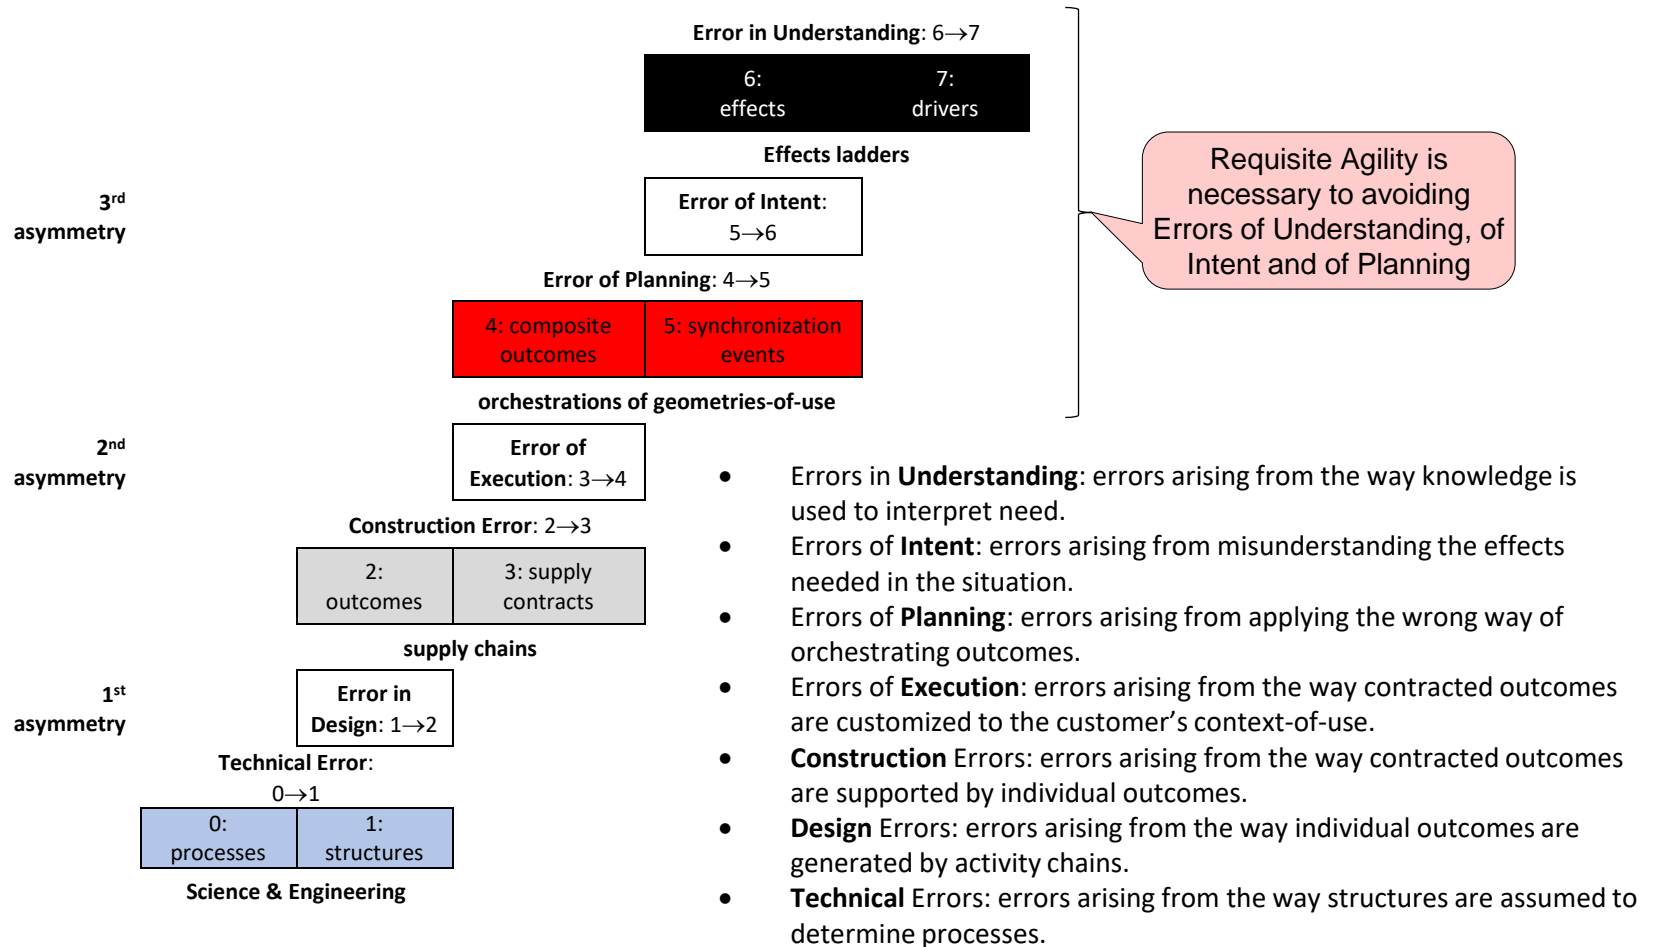 Error in Understanding: 6→7
6:
effects
7:
drivers
Effects ladders
3rd
asymmetry
Error of Intent:
5→6
Requisite Agility is
necessary to avoiding
Errors of Understanding, of
Intent and of Planning
Error of Planning: 4→5
4: composite
outcomes
5: synchronization
events
orchestrations of geometries-of-use
2nd
asymmetry
Error of
Execution: 3→4
Construction Error: 2→3
2:
outcomes
3: supply
contracts
supply chains
1st
asymmetry
Error in
Design: 1→2
Technical Error:
0→1
0:
processes
1:
structures
Science & Engineering
• Errors in Understanding: errors arising from the way knowledge is
used to interpret need.
• Errors of Intent: errors arising from misunderstanding the effects
needed in the situation.
• Errors of Planning: errors arising from applying the wrong way of
orchestrating outcomes.
• Errors of Execution: errors arising from the way contracted outcomes
are customized to the customer’s context-of-use.
• Construction Errors: errors arising from the way contracted outcomes
are supported by individual outcomes.
• Design Errors: errors arising from the way individual outcomes are
generated by activity chains.
• Technical Errors: errors arising from the way structures are assumed to
determine processes.